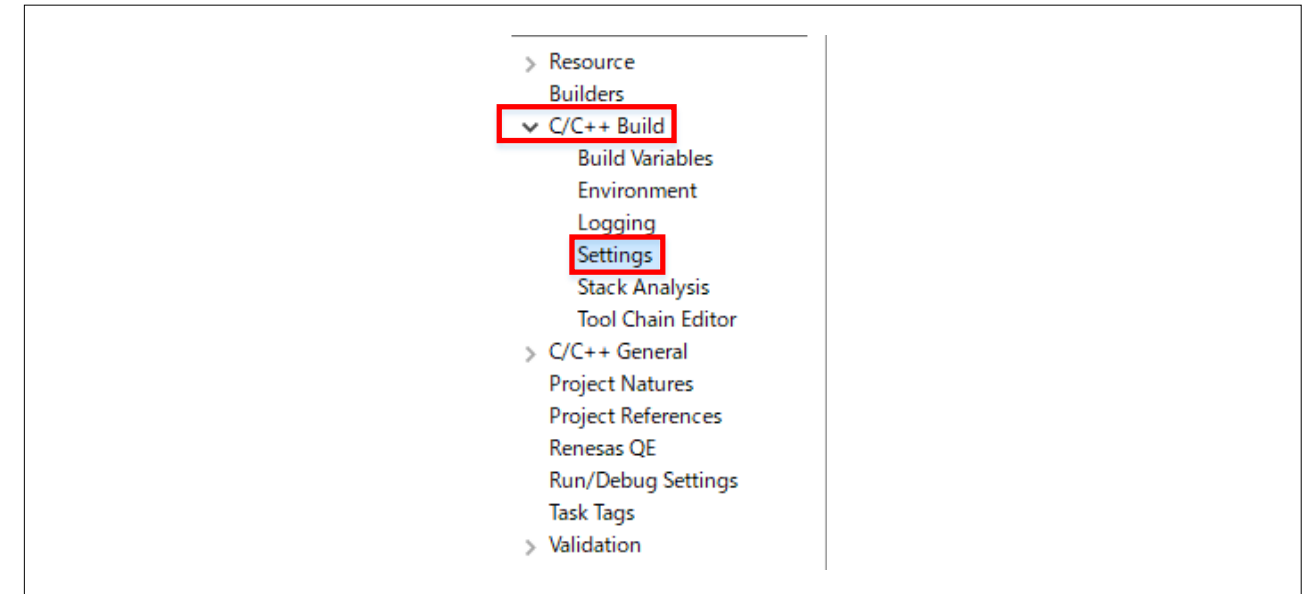 Resource
Builders
C/C++ Build
Build Variables
Environment
Logging
Settings
Stack Analysis
Tool Chain Editor
C/C++ General
Project Natures
Project References
Renesas QE
Run/Debug Settings
Task Tags
Validation